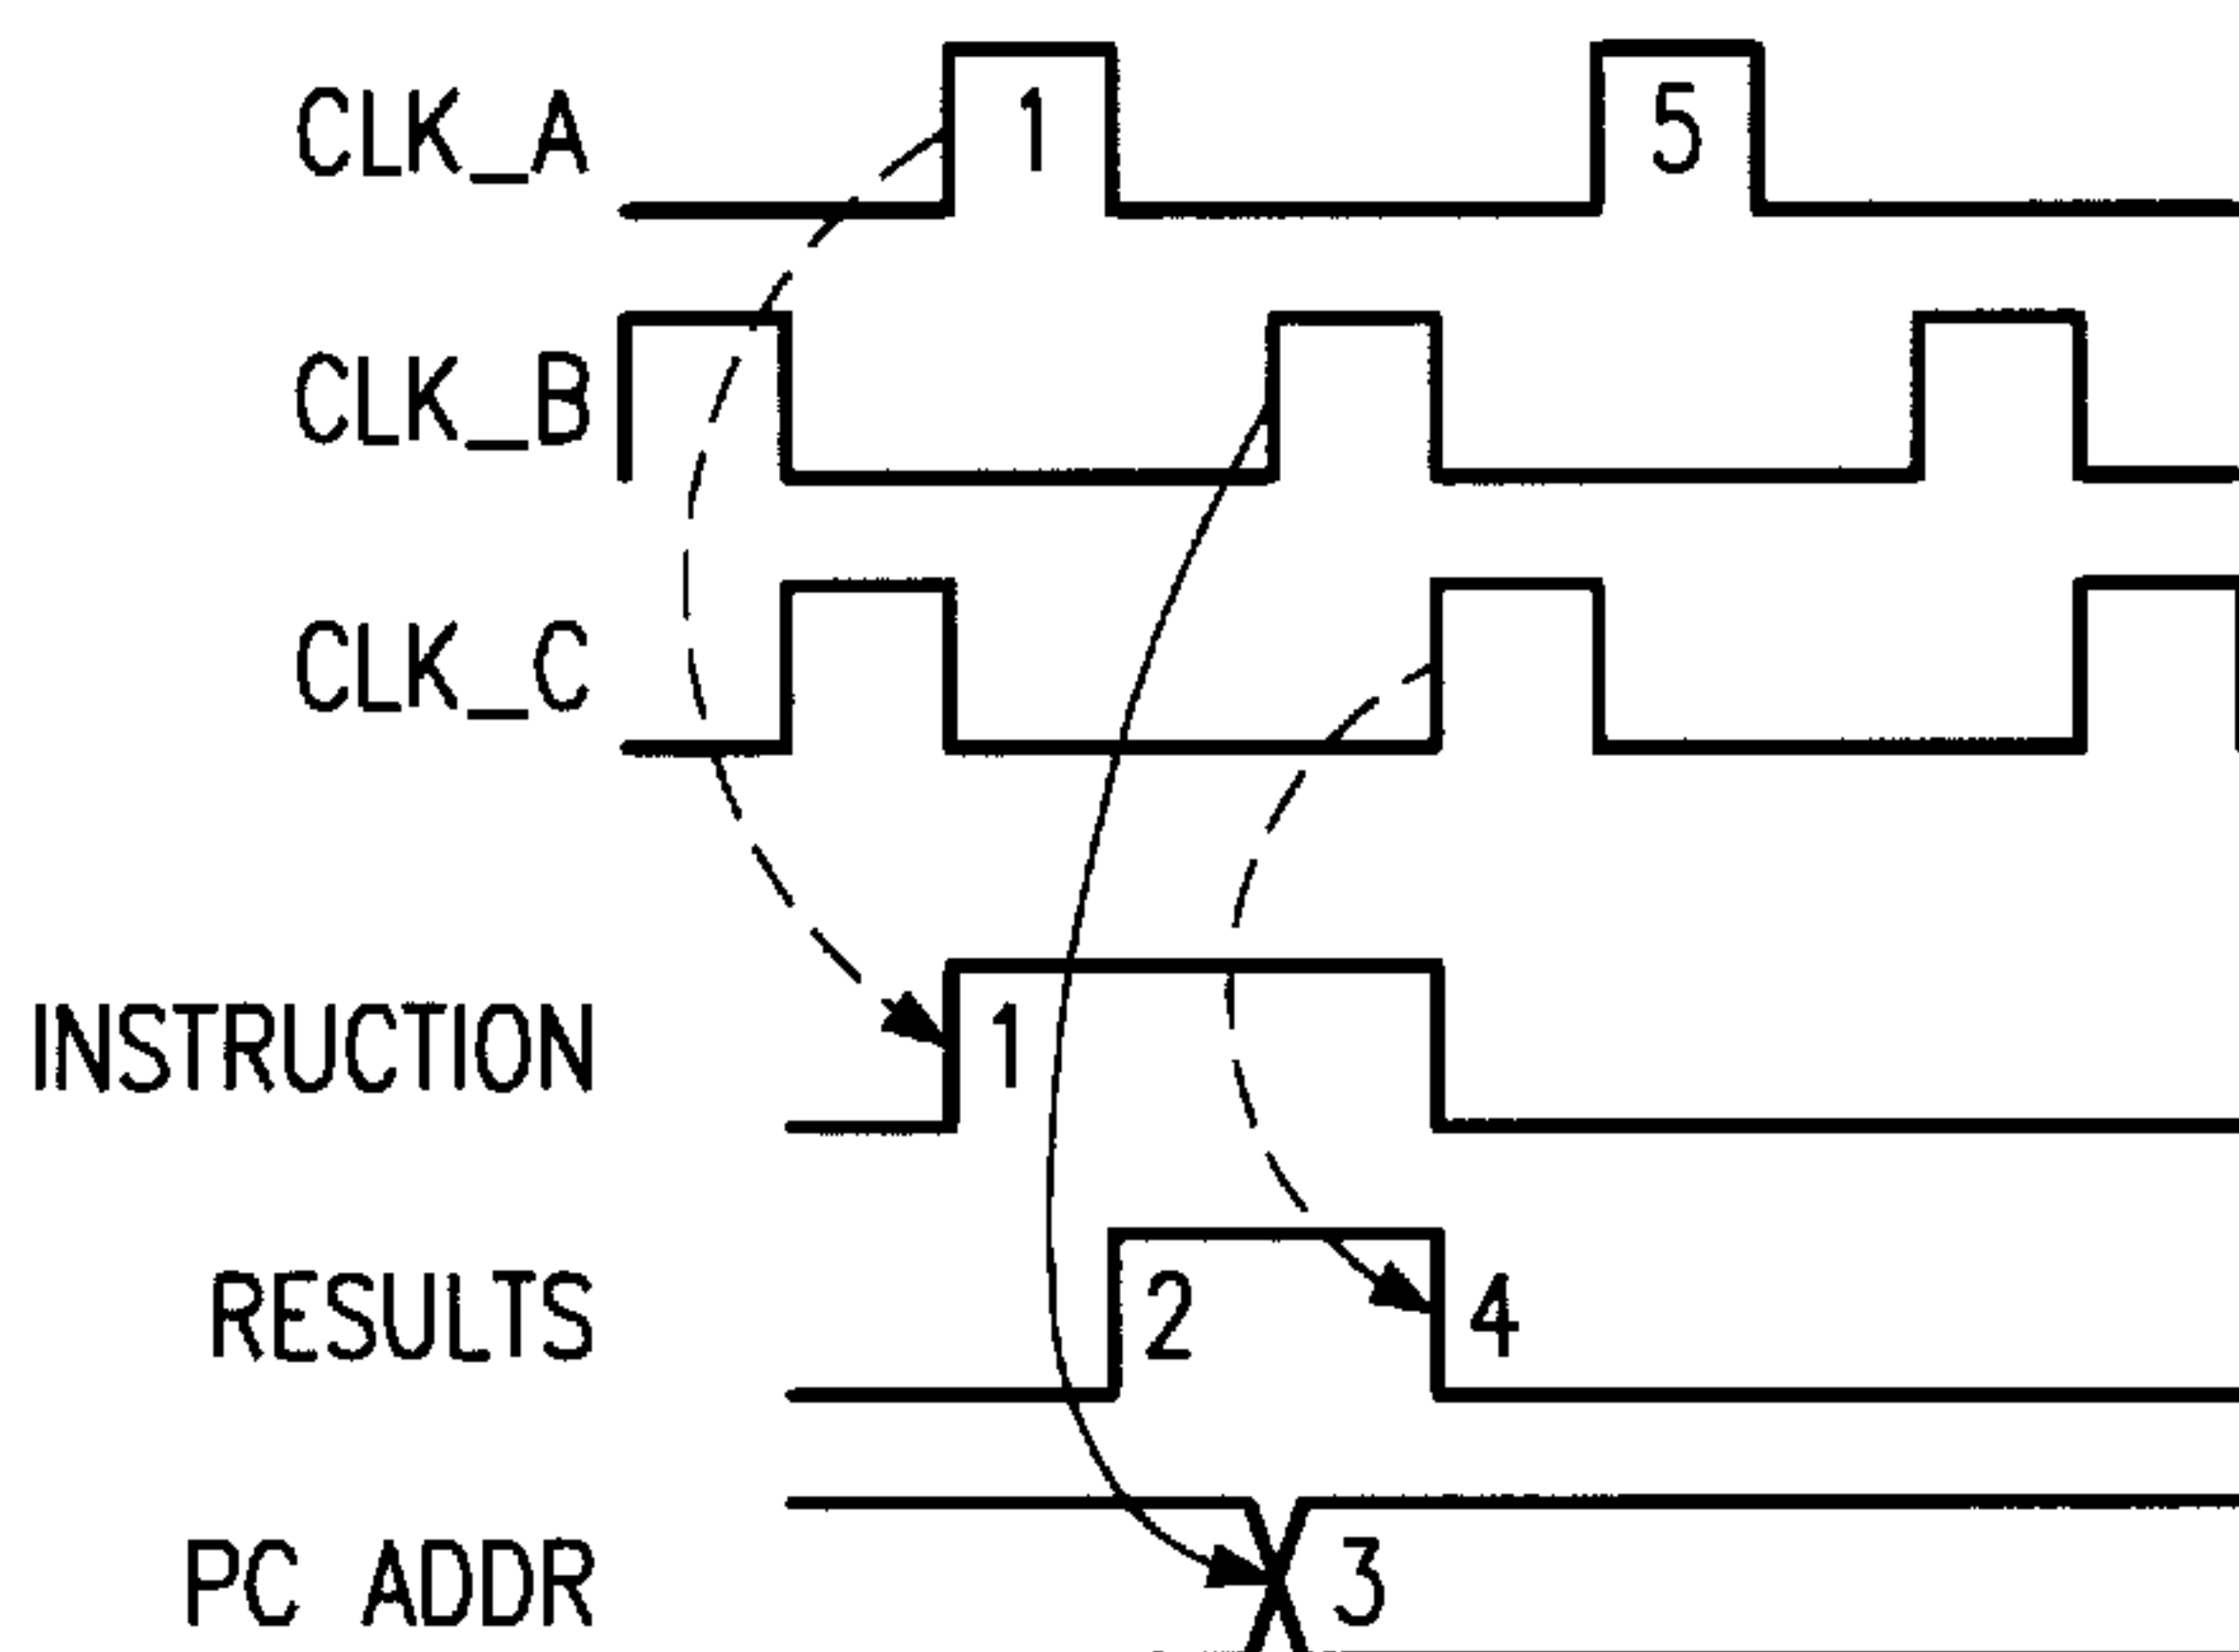 CLK_A 1 5
CLK_B
CLK_C
INSTRUCTION 1
RESULTS 2 4
PC ADDR 3